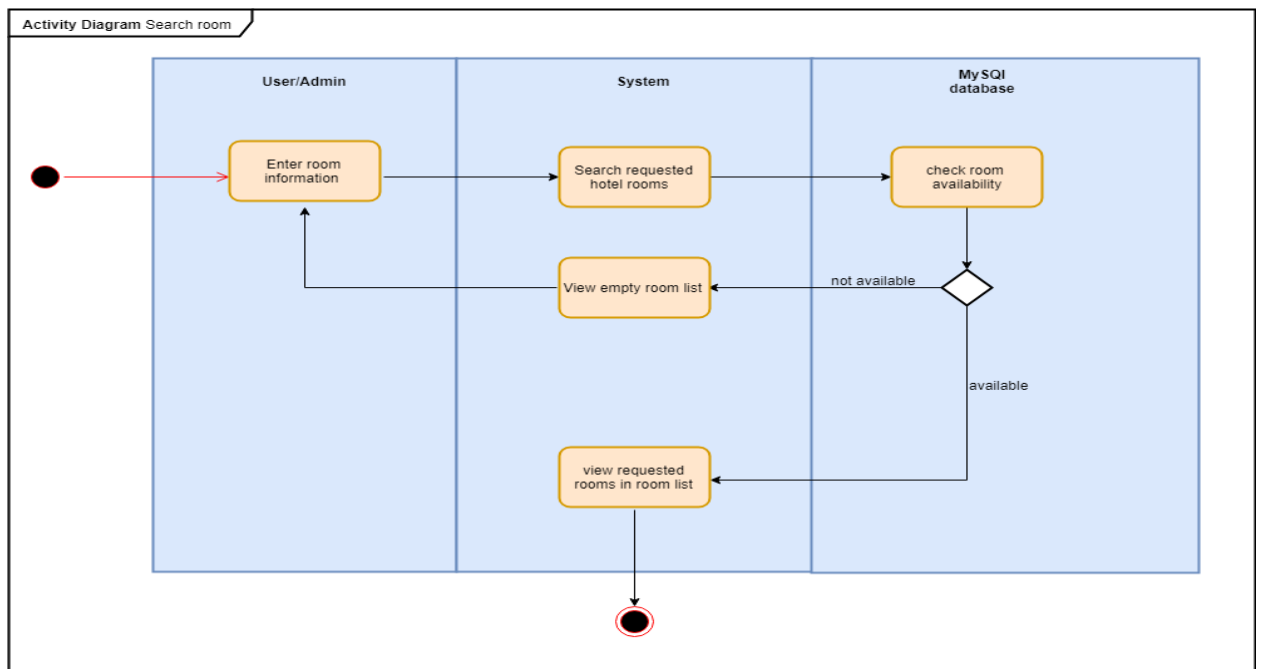 Activity Diagram Search room
User/Admin
System
MySQl
database
Enter room
information
Search requested
hotel rooms
check room
availability
View empty room list
not available
available
view requested
rooms in room list